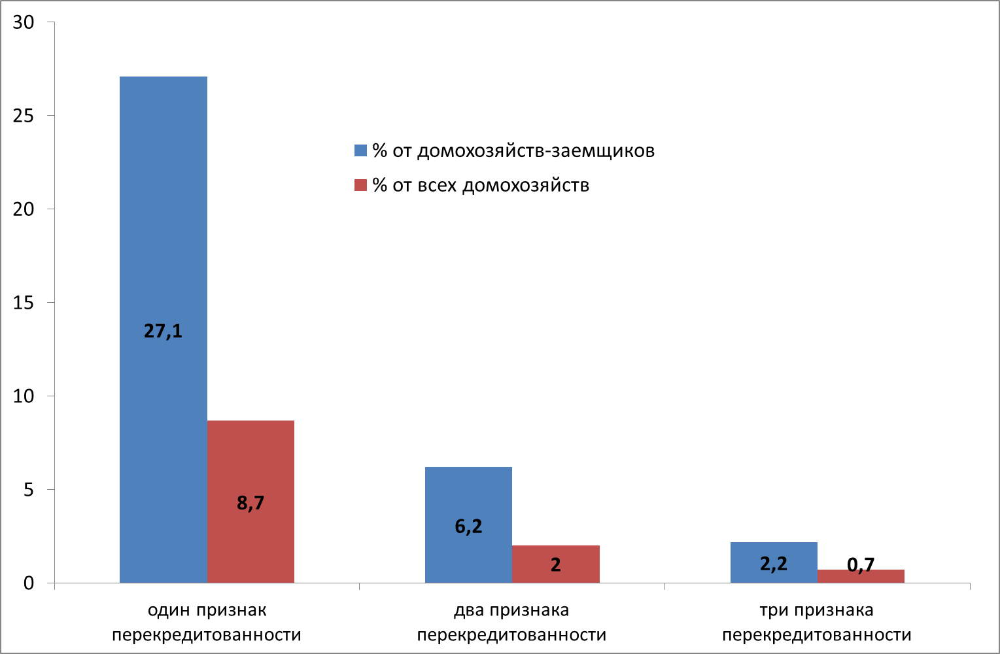 30
25
20
15
10
5
0
% от домохозяйств-заемщиков
% от всех домохозяйств
27,1
8,7
6,2
2
2,2
0,7
один признак
перекредитованности
два признака
перекредитованности
три признака
перекредитованности